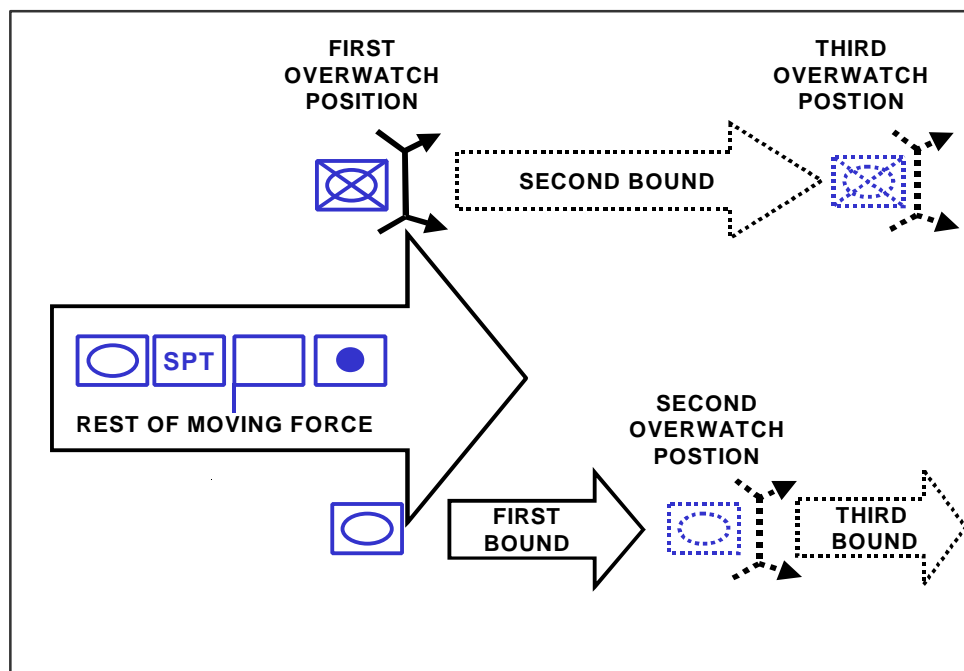 FIRST
OVERWATCH
POSITION
THIRD
OVERWATCH
POSTION
SECOND BOUND
SPT
REST OF MOVING FORCE
SECOND
OVERWATCH
POSTION
FIRST
BOUND
THIRD
BOUND